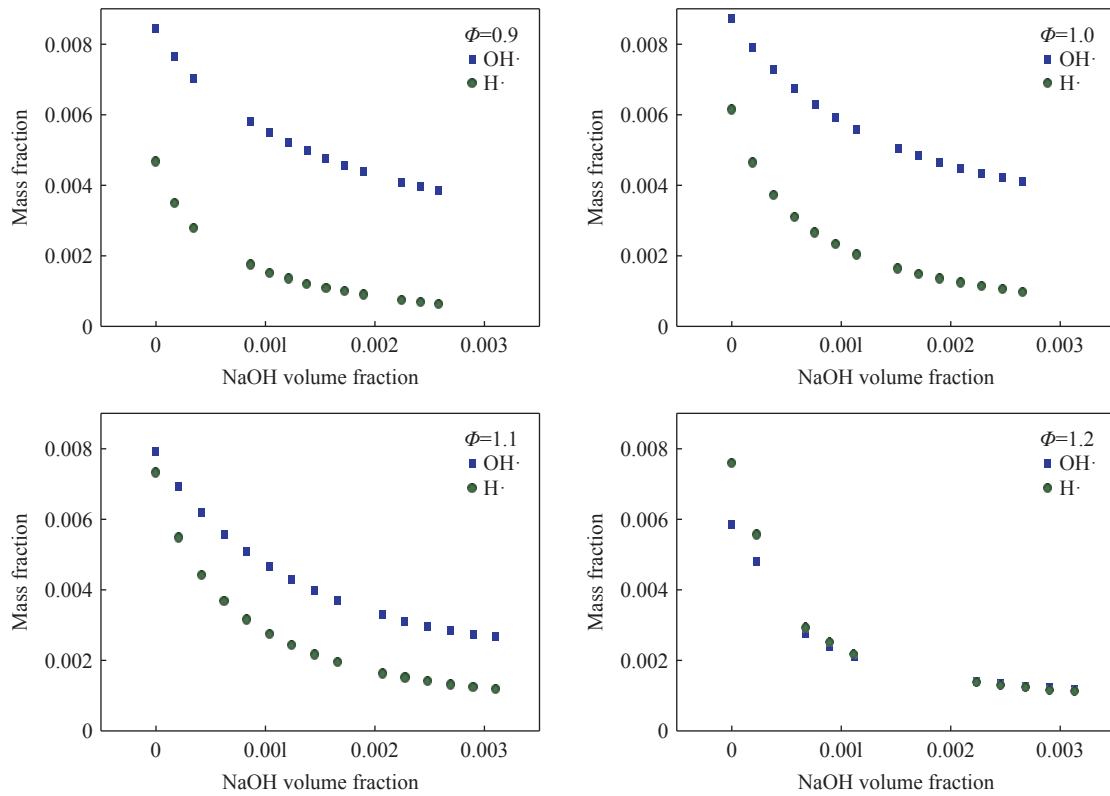 Φ=0.9
OH·
H·
0.008
0.006
0.004
0.002
0
Mass fraction
0 0.001 0.002 0.003
NaOH volume fraction
Φ=1.0
OH·
H·
0.008
0.006
0.004
0.002
0
Mass fraction
0 0.001 0.002 0.003
NaOH volume fraction
Φ=1.1
OH·
H·
0.008
0.006
0.004
0.002
0
Mass fraction
0 0.001 0.002 0.003
NaOH volume fraction
Φ=1.2
OH·
H·
0.008
0.006
0.004
0.002
0
Mass fraction
0 0.001 0.002 0.003
NaOH volume fraction